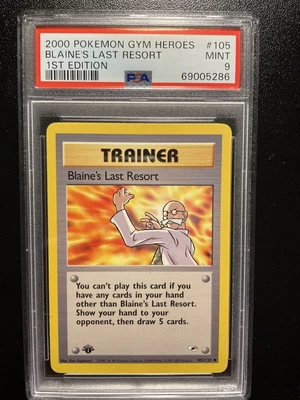 2000 POKEMON GYM HEROES #105
BLAINE'S LAST RESORT MINT
1ST EDITION PSA 9
69005286
TRAINER
Blaine's Last Resort
You can't play this card if you
have any cards in your hand
other than Blaine's Last Resort.
Show your hand to your
opponent, then draw 5 cards.